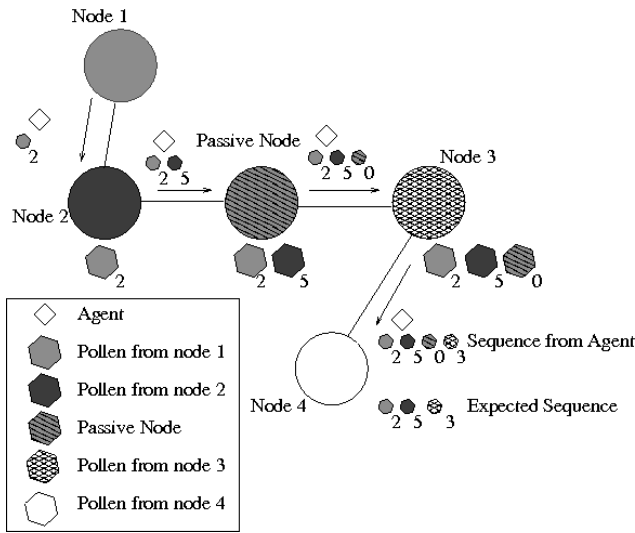 Node 1
2
Passive Node
Node 3
2 5
2 5 0
Node 2
2
2 5
2 5 0
Agent
Pollen from node 1
Pollen from node 2
Passive Node
Pollen from node 3
Pollen from node 4
Sequence from Agent
2 5 0 3
Node 4
Expected Sequence
2 5 3